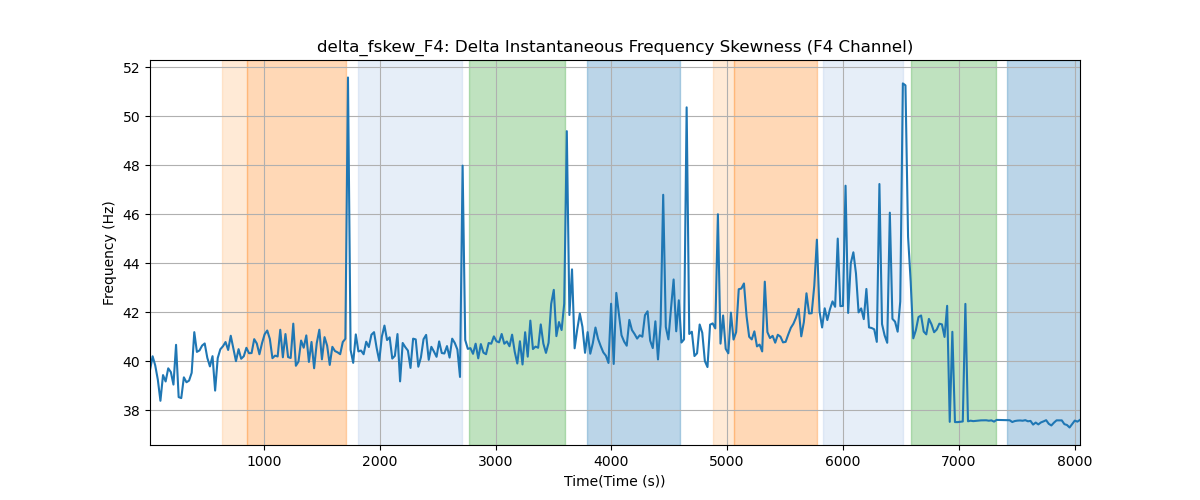 delta_fskew_F4: Delta Instantaneous Frequency Skewness (F4 Channel)
52
50
48
46
44
42
40
38
Frequency (Hz)
1000 2000 3000 4000 5000 6000 7000 8000
Time(Time (s))